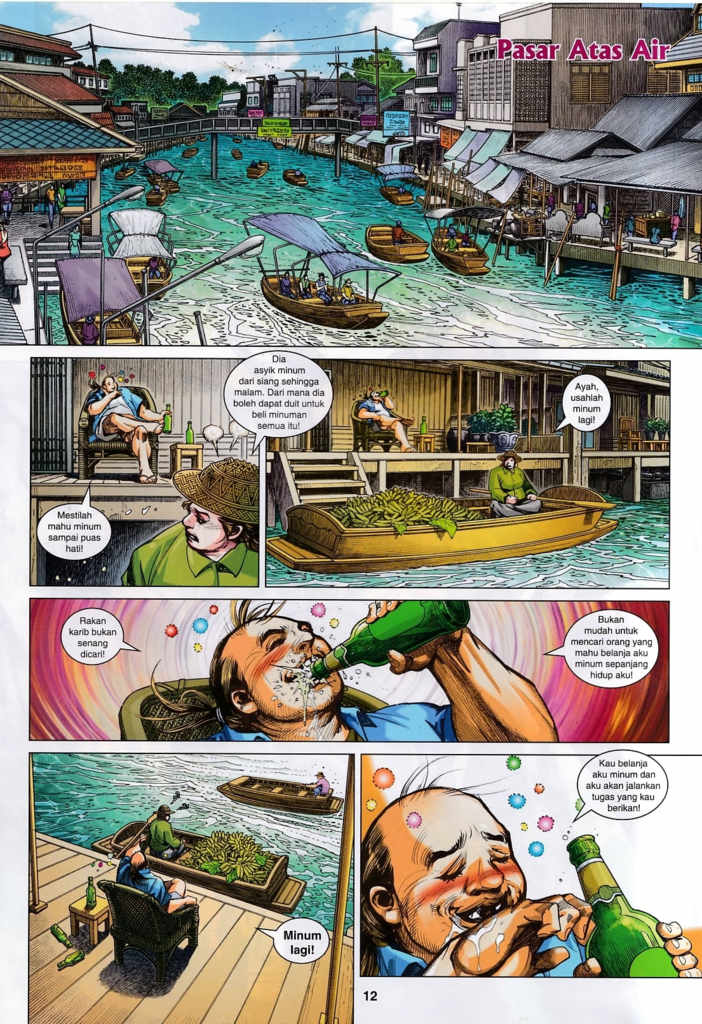 Pasar Atas Air
Dia
asyik minum
dari siang sehingga
malam. Dari mana dia
boleh dapat duit untuk
beli minuman
semua itu!
Mestilah
mahu minum
sampai puas
hati!
Ayah,
usahlah
minum
lagi!
Rakan
karib bukan
senang
dicari!
Bukan
mudah untuk
mencari orang yang
mahu belanja aku
minum sepanjang
hidup aku!
Minum
lagi!
Kau belanja
aku minum dan
aku akan jalankan
tugas yang kau
berikan!
12